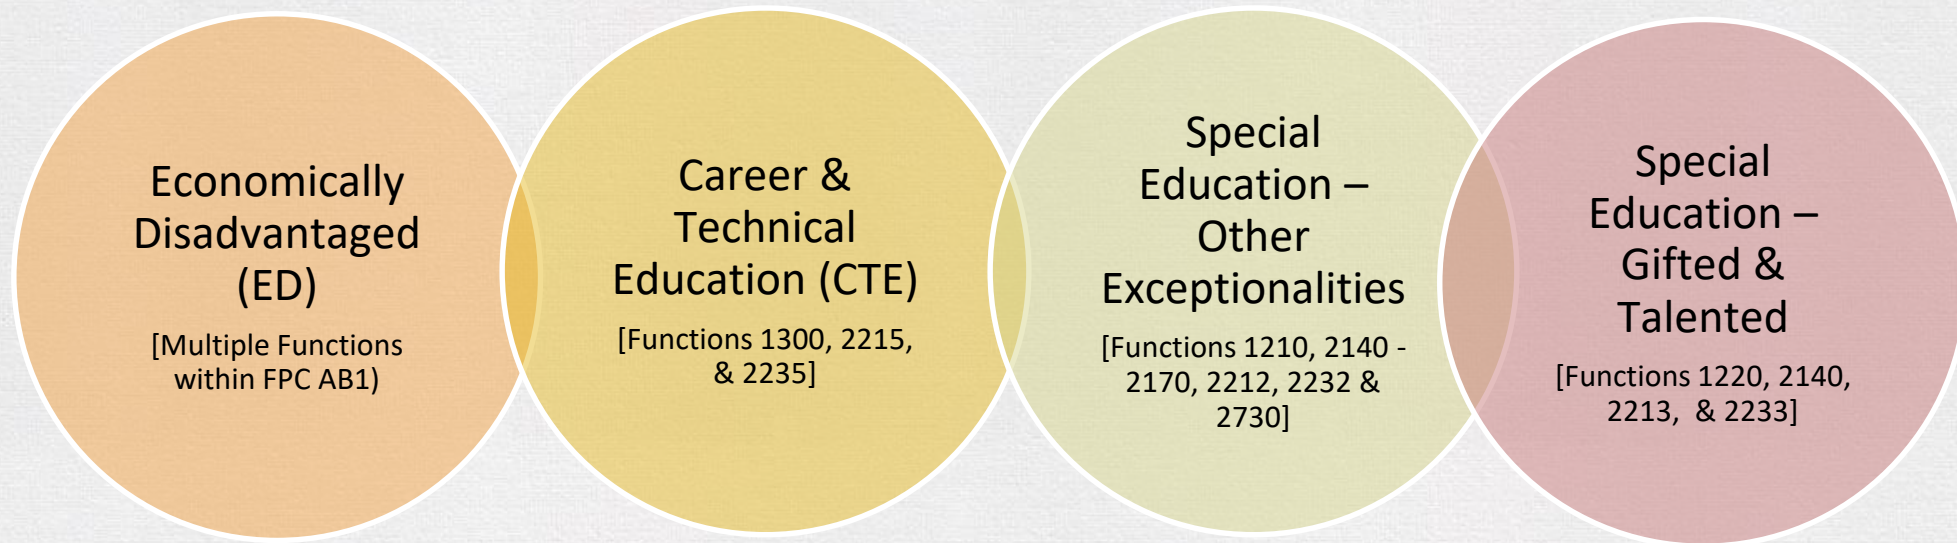 Economically
Disadvantaged
(ED)
[Multiple Functions
within FPC AB1)
Career &
Technical
Education (CTE)
[Functions 1300, 2215,
& 2235]
Special
Education –
Other
Exceptionalities
[Functions 1210, 2140 -
2170, 2212, 2232 &
2730]
Special
Education –
Gifted &
Talented
[Functions 1220, 2140,
2213,  & 2233]